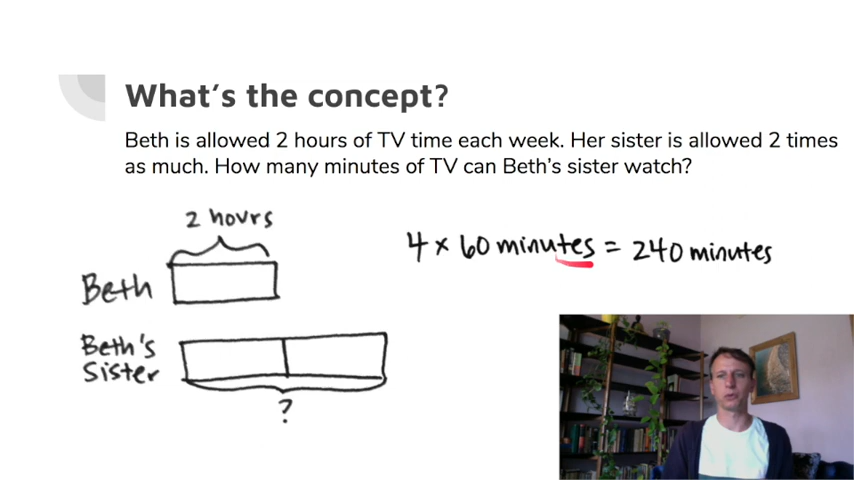 What's the concept?
Beth is allowed 2 hours of TV time each week. Her sister is allowed 2 times
as much. How many minutes of TV can Beth's sister watch?
2 hours
4 × 60 minutes = 240 minutes
Beth
Beth's
Sister
?